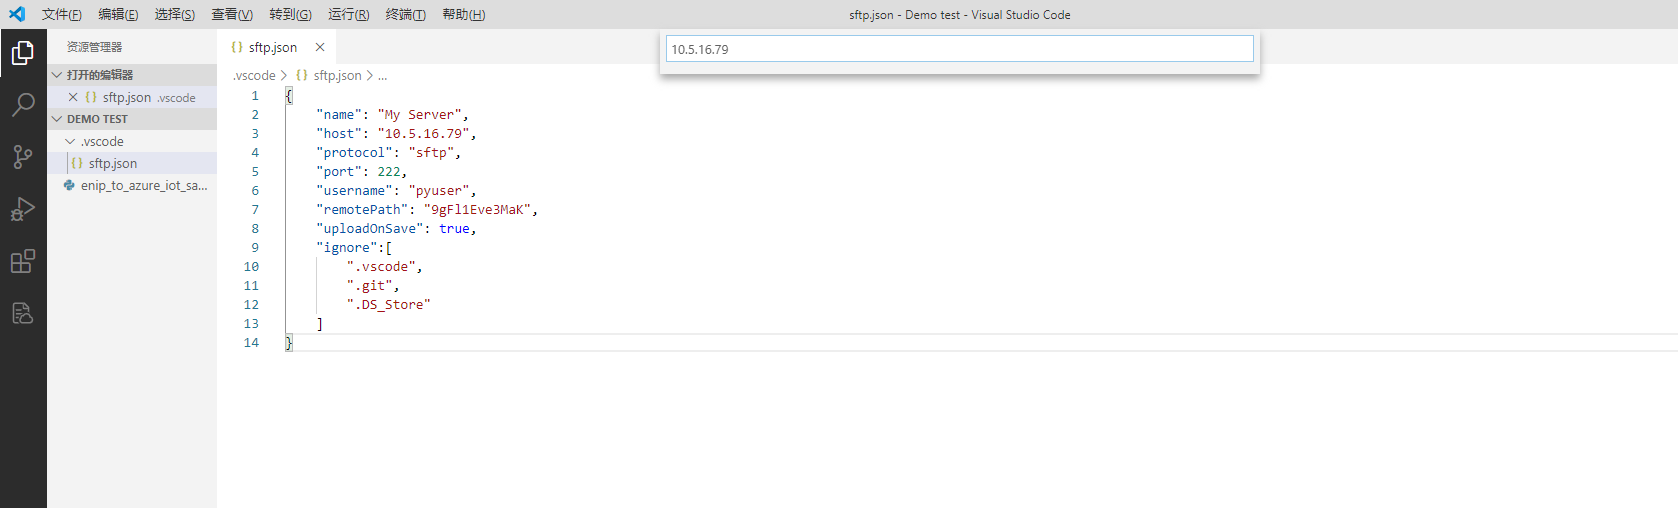 文件(F) 编辑(E) 选择(S) 查看(V) 转到(G) 运行(R) 终端(T) 帮助(H) sftp.json - Demo test - Visual Studio Code
资源管理器
打开的编辑器
sftp.json .vscode
DEMO TEST
.vscode
sftp.json
enip_to_azure_iot_sa...
sftp.json
10.5.16.79
.vscode > {} sftp.json > ...
1 {
2 "name": "My Server",
3 "host": "10.5.16.79",
4 "protocol": "sftp",
5 "port": 222,
6 "username": "pyuser",
7 "remotePath": "9gFl1Eve3MaK",
8 "uploadOnSave": true,
9 "ignore":[
10 ".vscode",
11 ".git",
12 ".DS_Store"
13 ]
14 }